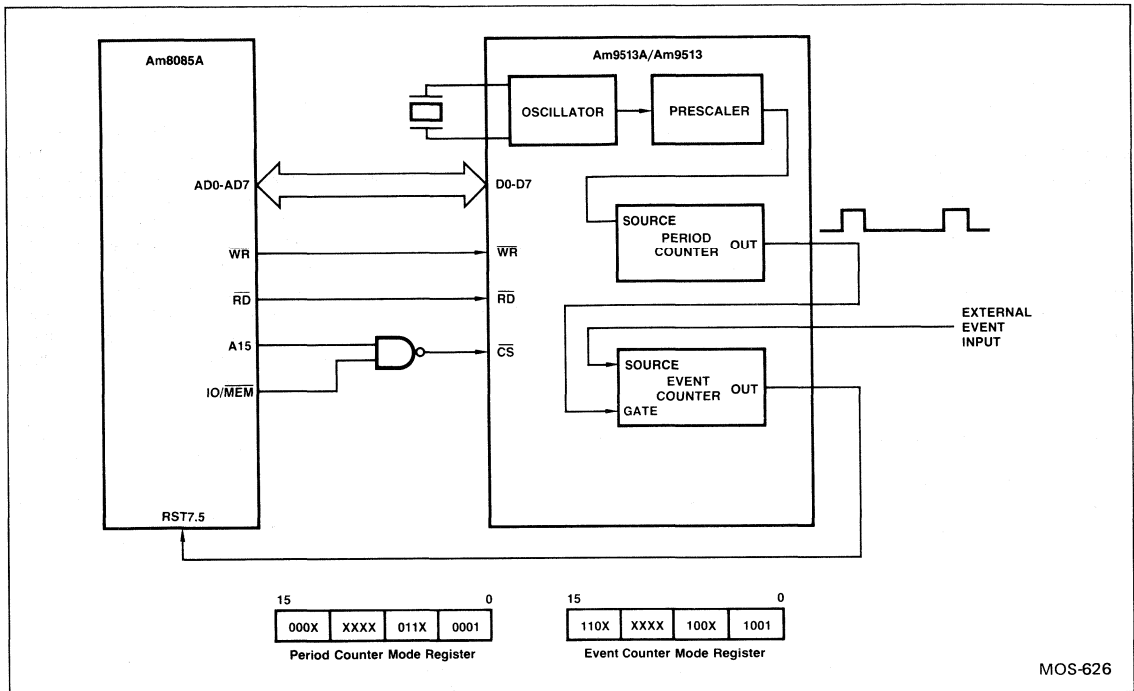 Am8085A
Am9513A/Am9513
OSCILLATOR
PRESCALER
AD0-AD7
D0-D7
SOURCE
PERIOD
COUNTER
OUT
WR
WR
RD
RD
EXTERNAL
EVENT
INPUT
A15
CS
SOURCE
EVENT
COUNTER
OUT
IO/MEM
GATE
RST7.5
15 0
000X XXXX 011X 0001
Period Counter Mode Register
15 0
110X XXXX 100X 1001
Event Counter Mode Register
MOS-626